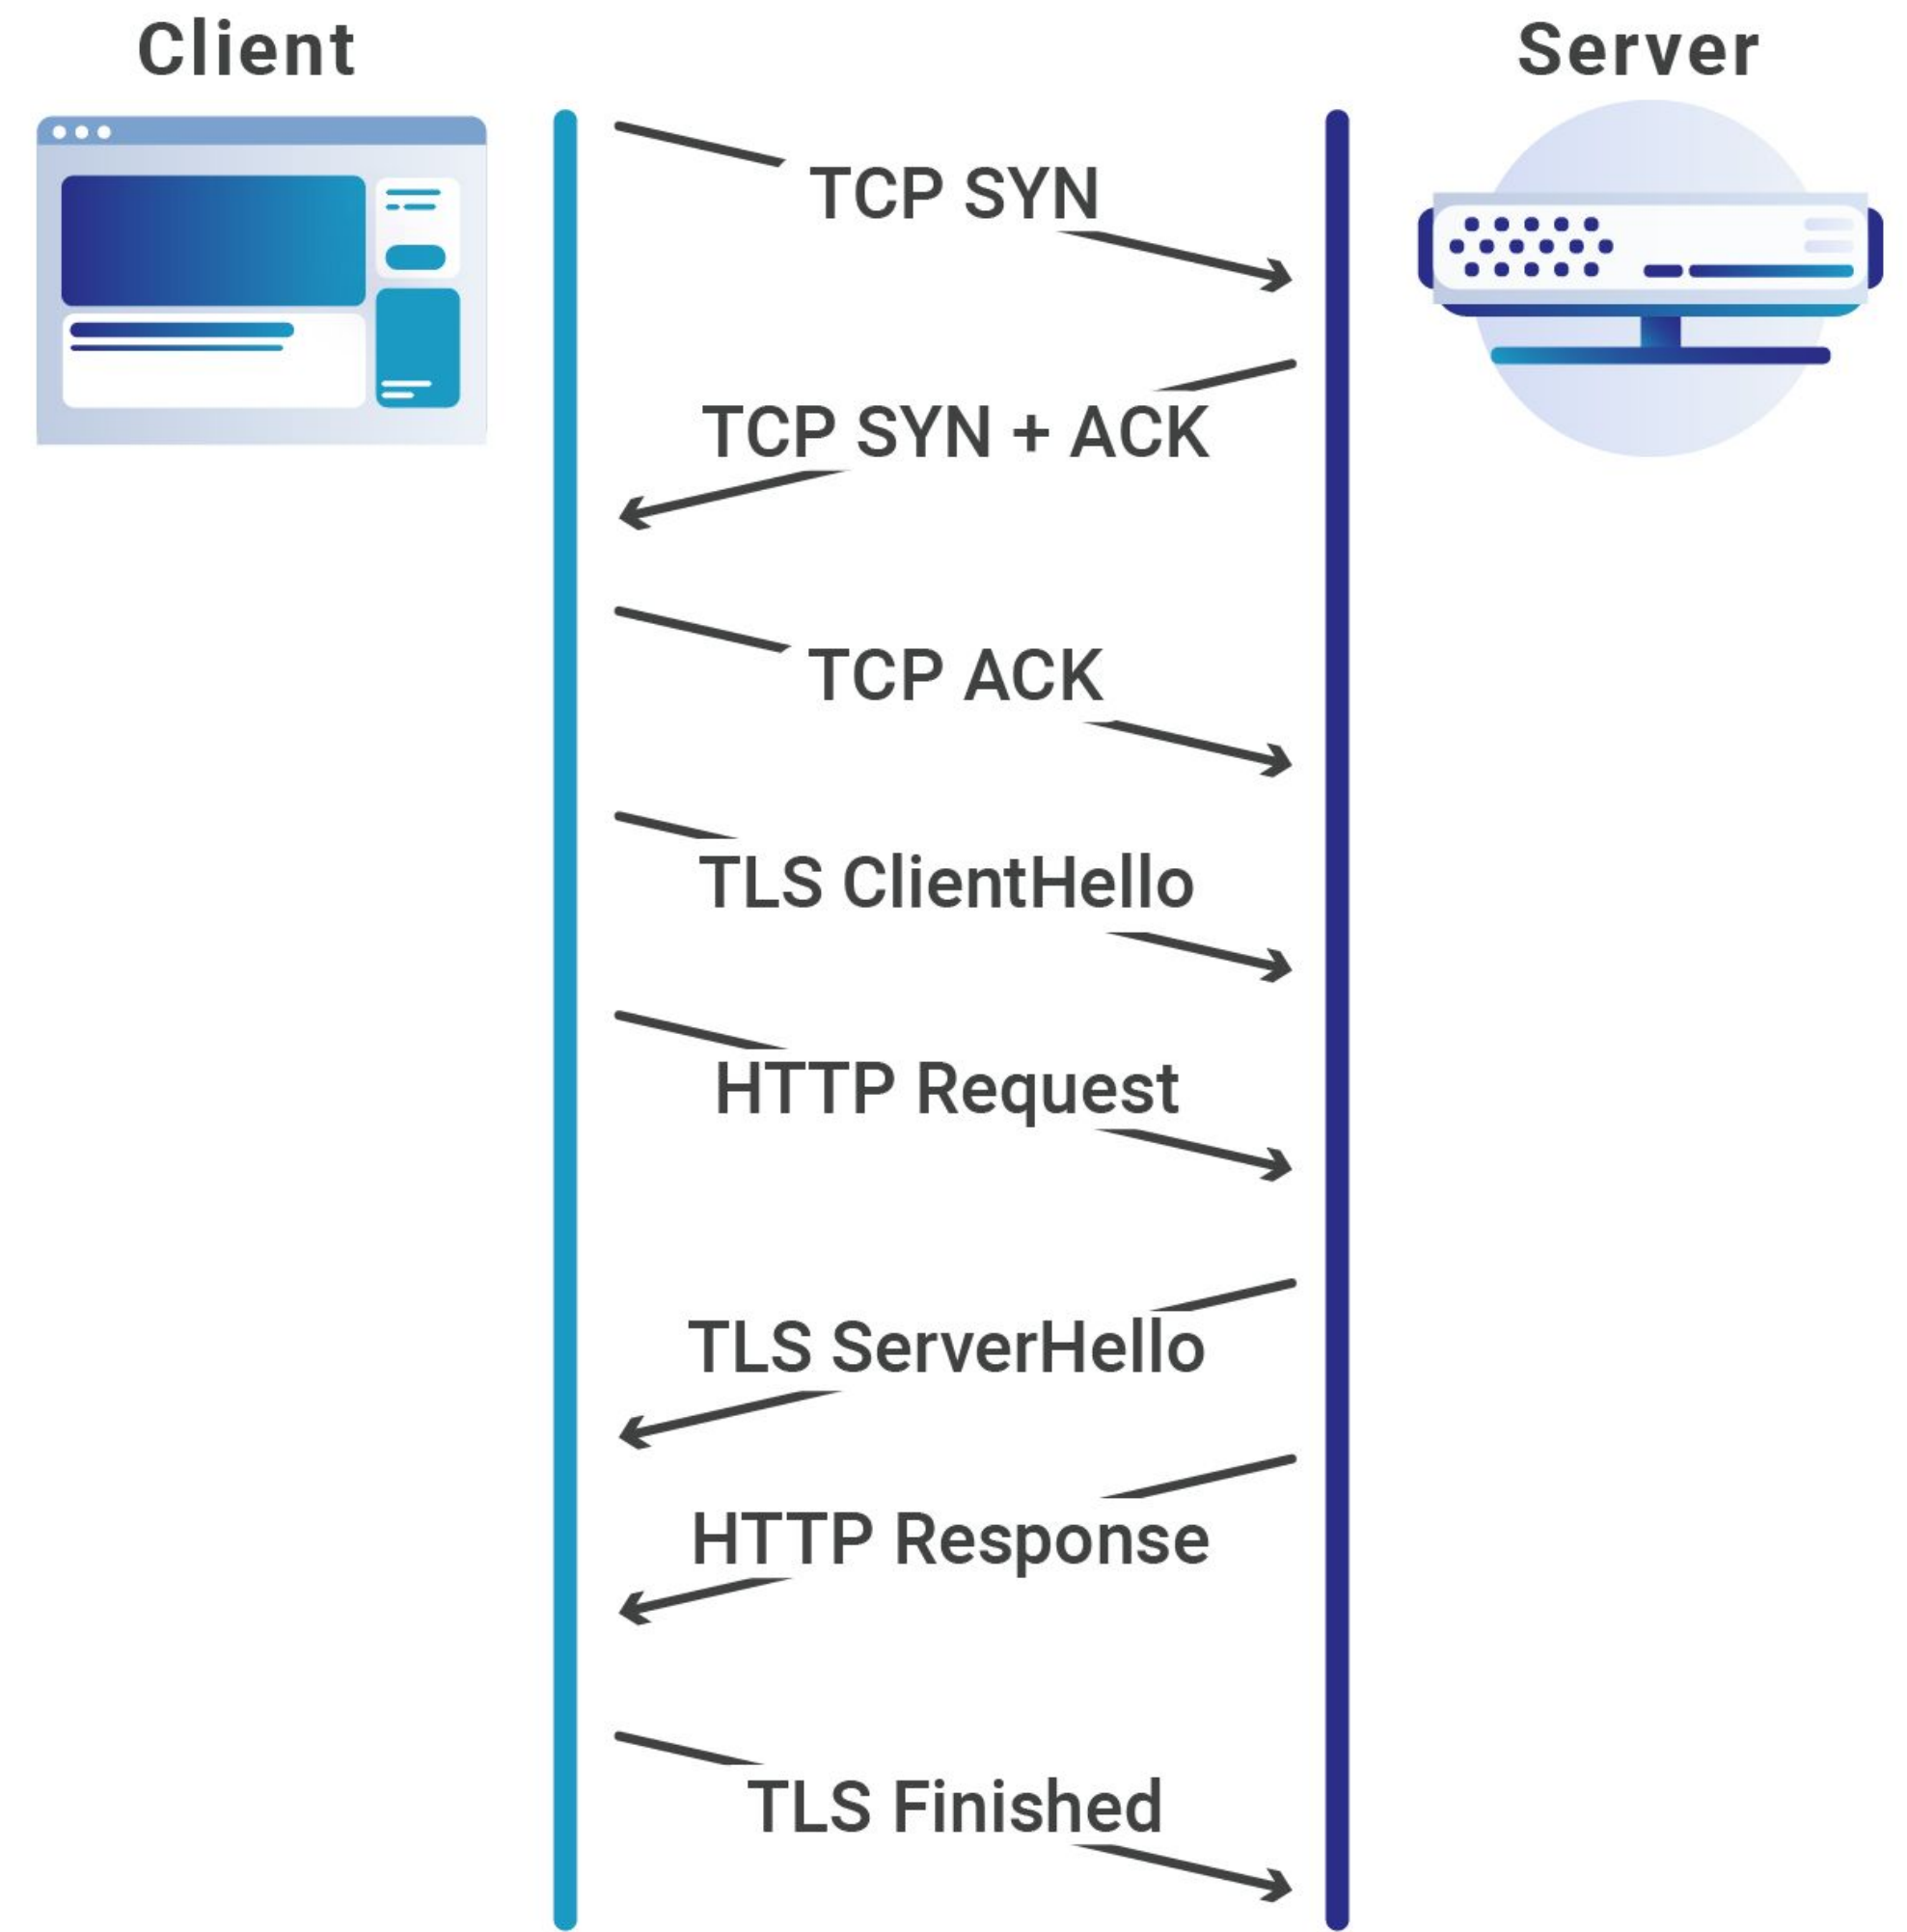 Client
Server
TCP SYN
TCP SYN + ACK
TCP ACK
TLS ClientHello
HTTP Request
TLS ServerHello
HTTP Response
TLS Finished